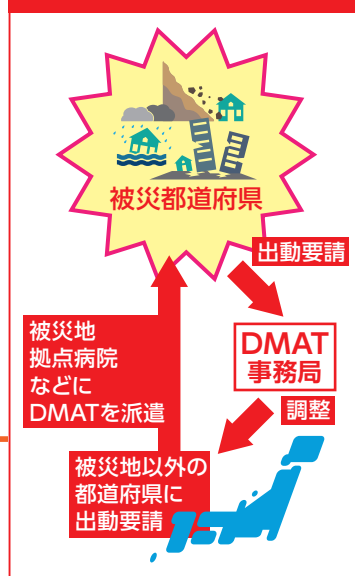 被災都道府県
出動要請
DMAT
事務局
調整
被災地以外の
都道府県に
出動要請
被災地
拠点病院
などに
DMATを派遣